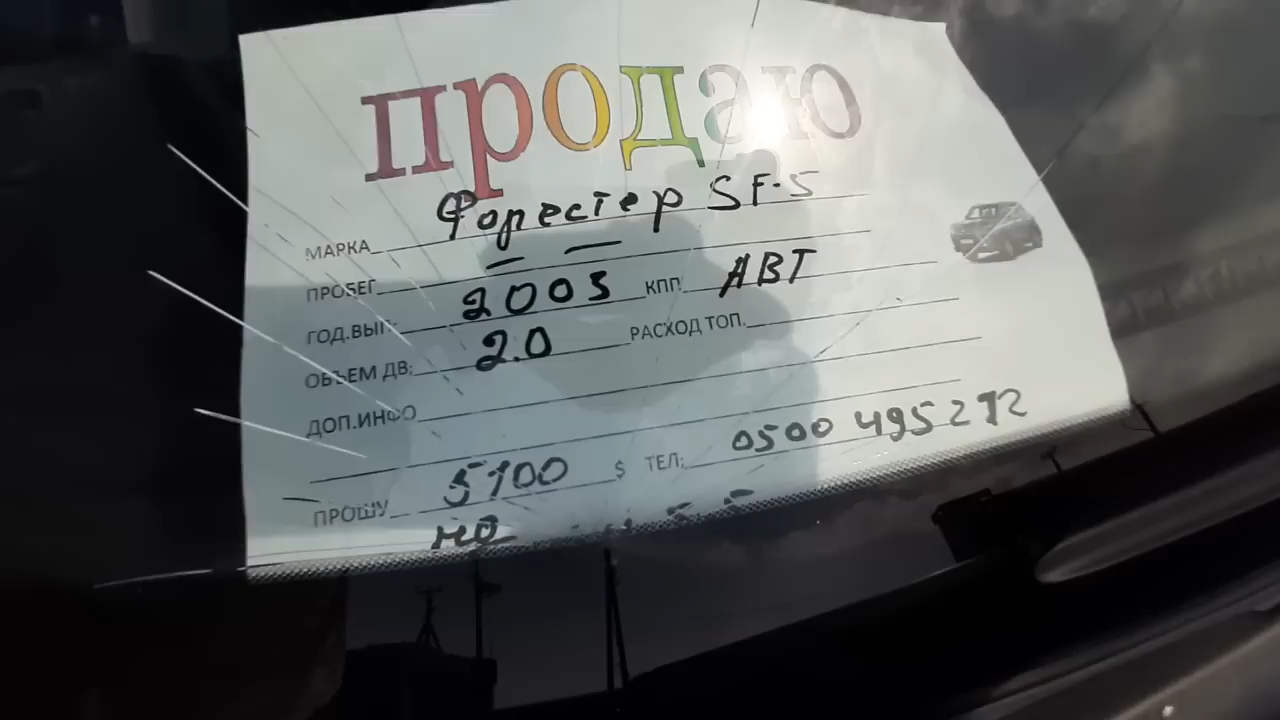 продаю
МАРКА Форестер SF-5
ПРОБЕГ — —
ГОД.ВЫП: 2003 КПП АВТ
ОБЪЕМ ДВ: 2.0 РАСХОД ТОП.
ДОП.ИНФО
ПРОШУ 5100 $ ТЕЛ: 0500 495272